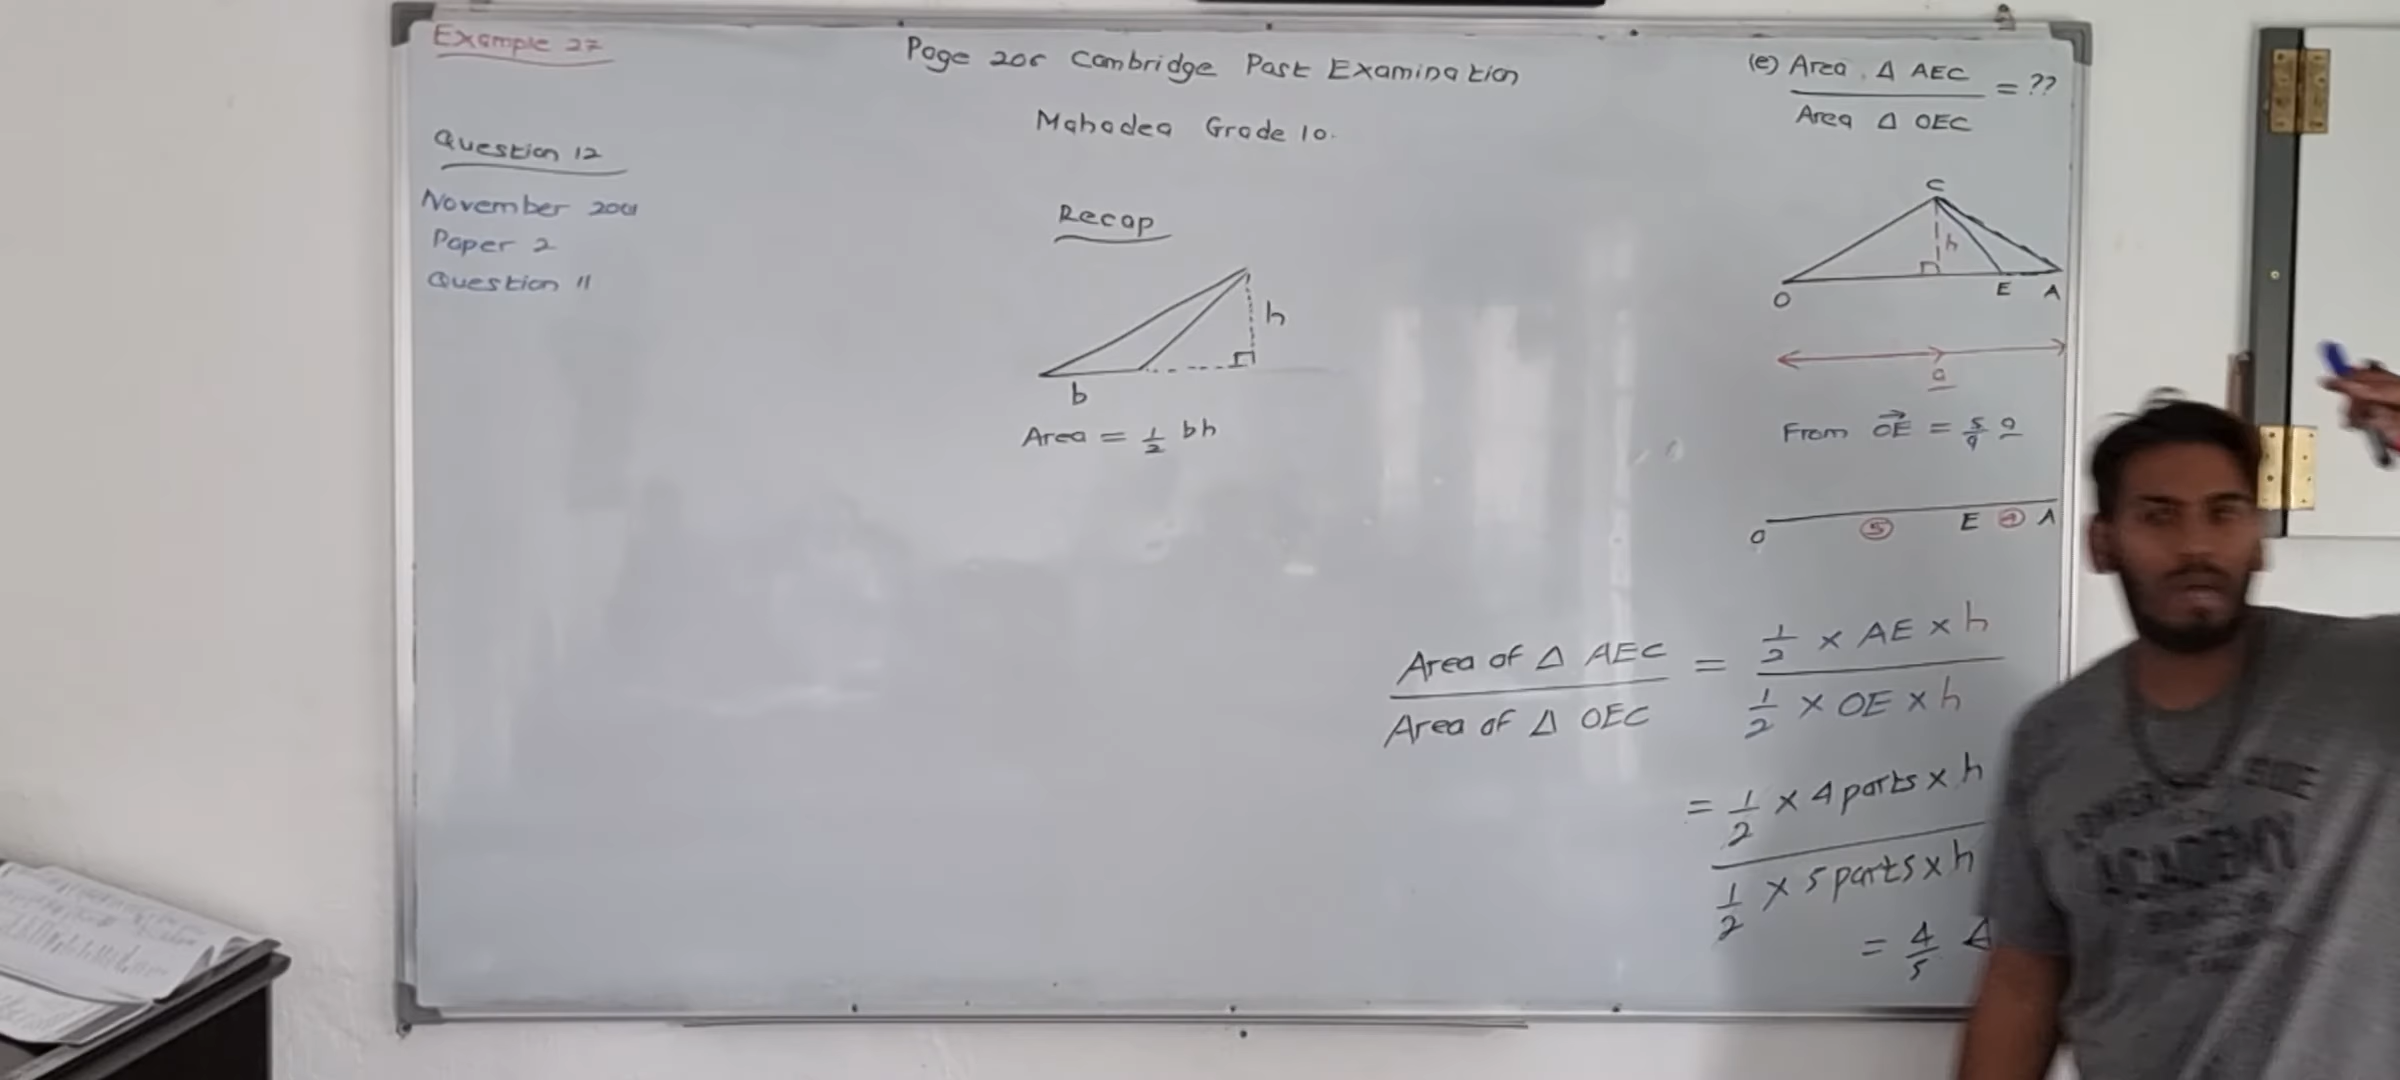 Example 27
Page 206 Cambridge Past Examination
Mahadea Grade 10.
Question 12
November 2001
Paper 2
Question 11
Recap
h
b
Area = 1/2 bh
(e) Area Δ AEC / Area Δ OEC = ??
C
h
O E A
a
From OE→ = 5/9 a
O 5 E 4 A
Area of Δ AEC / Area of Δ OEC = 1/2 × AE × h / 1/2 × OE × h
= 1/2 × 4 parts × h / 1/2 × 5 parts × h
= 4/5
ACADEMY